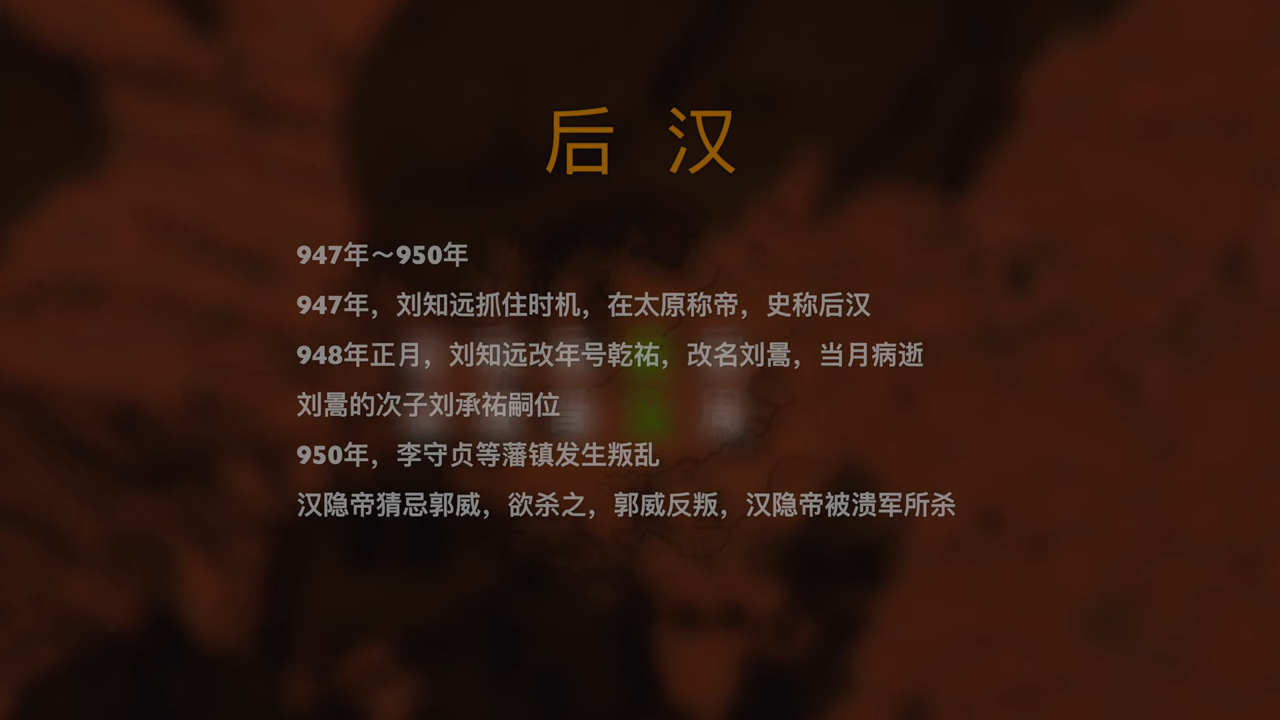 后 汉
947年～950年
947年，刘知远抓住时机，在太原称帝，史称后汉
948年正月，刘知远改年号乾祐，改名刘暠，当月病逝
刘暠的次子刘承祐嗣位
950年，李守贞等藩镇发生叛乱
汉隐帝猜忌郭威，欲杀之，郭威反叛，汉隐帝被溃军所杀